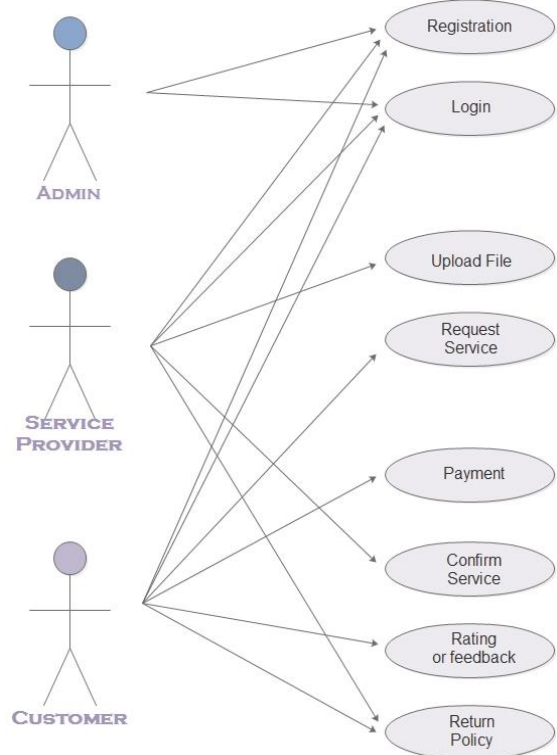 Registration
Login
ADMIN
Upload File
Request
Service
SERVICE
PROVIDER
Payment
Confirm
Service
Rating
or feedback
CUSTOMER
Return
Policy